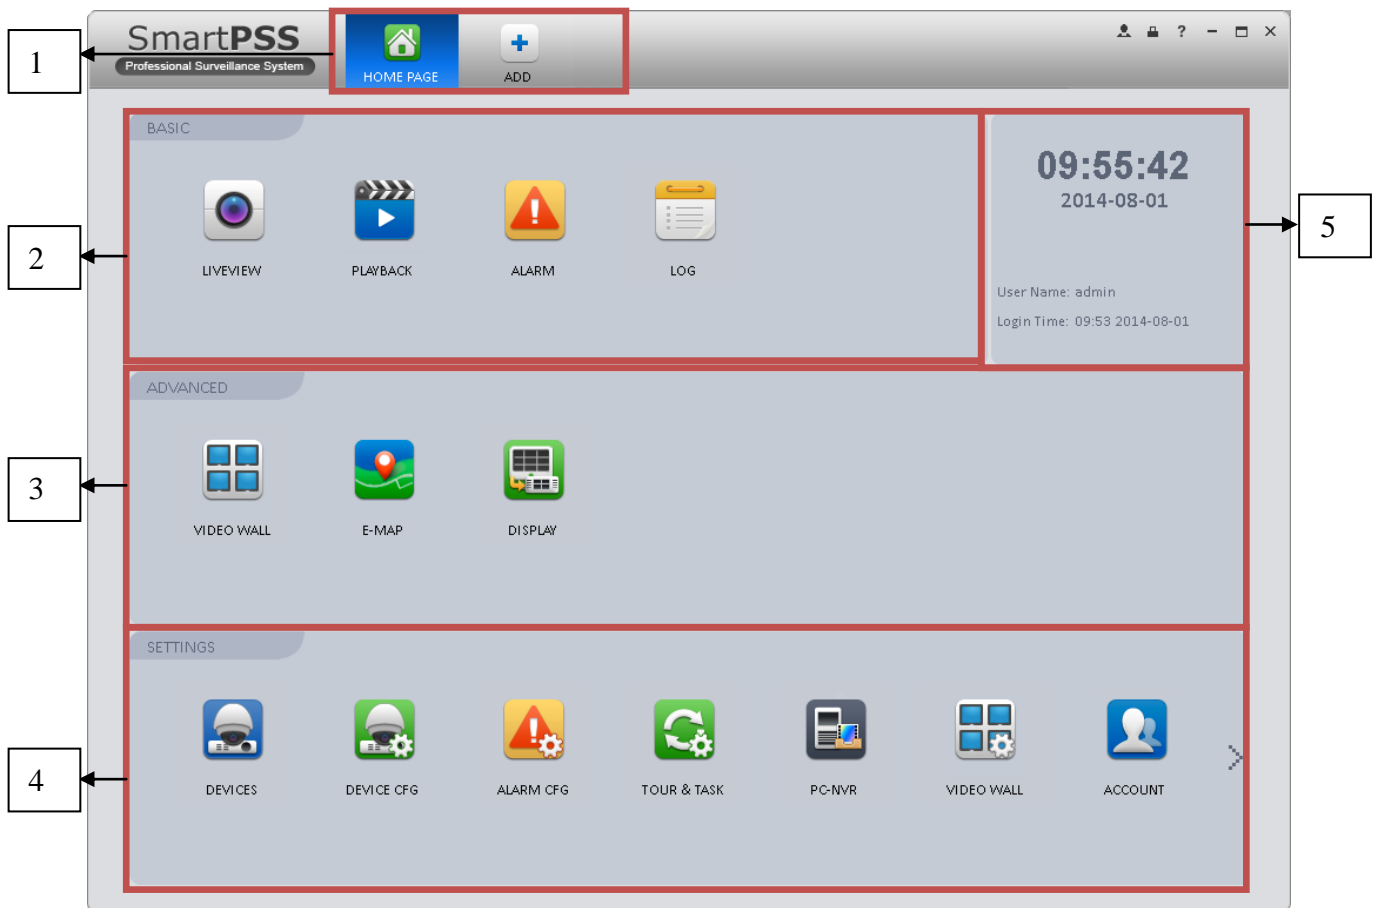 SmartPSS
Professional Surveillance System
HOME PAGE
ADD
?
1
BASIC
LIVEVIEW
PLAYBACK
ALARM
LOG
2
09:55:42
2014-08-01
User Name: admin
Login Time: 09:53 2014-08-01
5
ADVANCED
VIDEO WALL
E-MAP
DISPLAY
3
SETTINGS
DEVICES
DEVICE CFG
ALARM CFG
TOUR & TASK
PC-NVR
VIDEO WALL
ACCOUNT
4